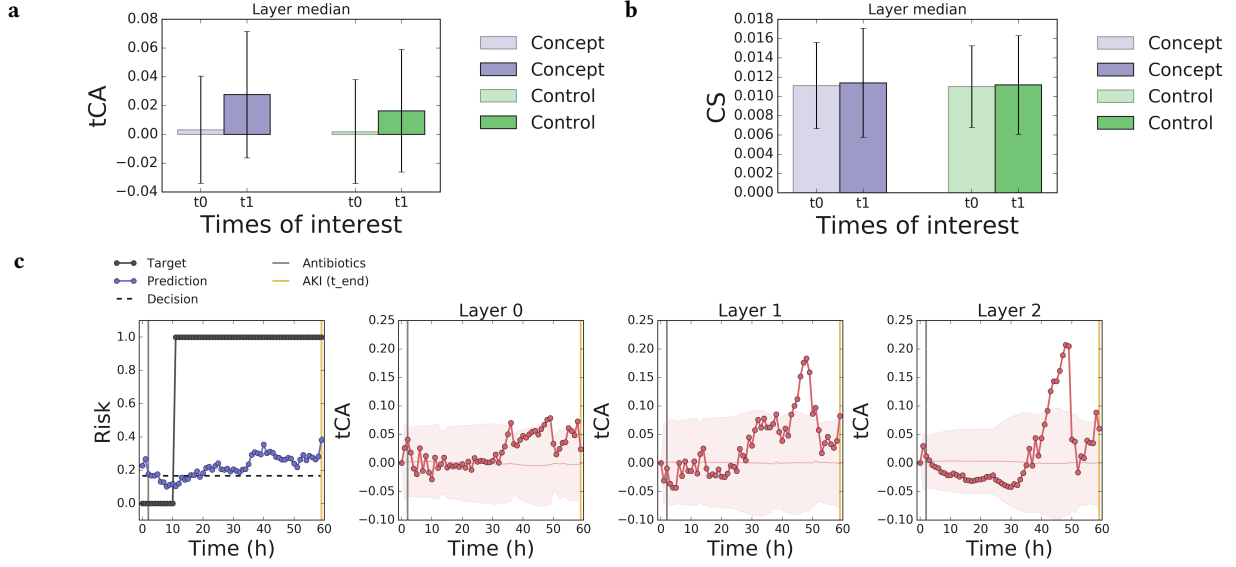 a
Layer median
tCA
0.08
0.06
0.04
0.02
0.00
−0.02
−0.04
t0 t1 t0 t1
Times of interest
Concept
Concept
Control
Control
b
Layer median
CS
0.018
0.016
0.014
0.012
0.010
0.008
0.006
0.004
0.002
0.000
t0 t1 t0 t1
Times of interest
Concept
Concept
Control
Control
c
Target
Prediction
Decision
Antibiotics
AKI (t_end)
Risk
1.0
0.8
0.6
0.4
0.2
0.0
0 10 20 30 40 50 60
Time (h)
Layer 0
tCA
0.25
0.20
0.15
0.10
0.05
0.00
−0.05
−0.10
0 10 20 30 40 50 60
Time (h)
Layer 1
tCA
0.25
0.20
0.15
0.10
0.05
0.00
−0.05
−0.10
0 10 20 30 40 50 60
Time (h)
Layer 2
tCA
0.25
0.20
0.15
0.10
0.05
0.00
−0.05
−0.10
0 10 20 30 40 50 60
Time (h)